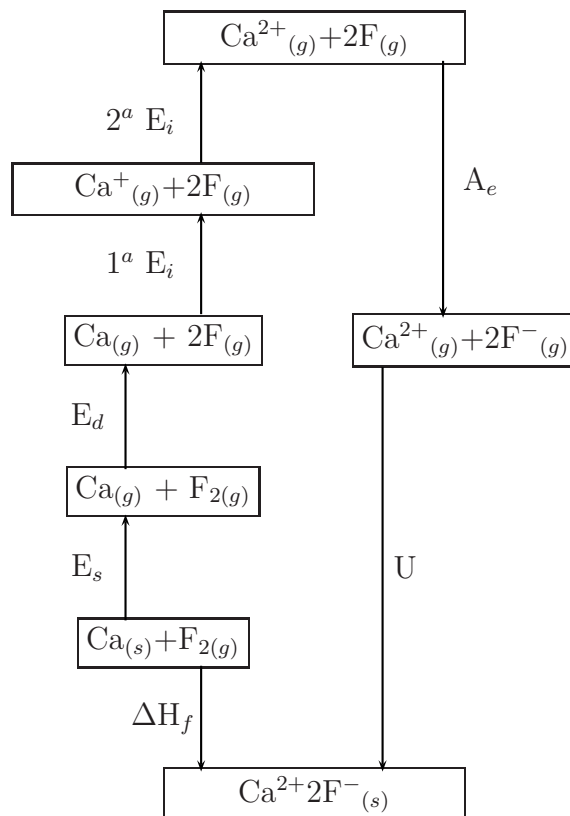 Ca²⁺₍g₎+2F₍g₎
2ᵃ Eᵢ
Ca⁺₍g₎+2F₍g₎
Aₑ
1ᵃ Eᵢ
Ca₍g₎ + 2F₍g₎
Ca²⁺₍g₎+2F⁻₍g₎
E_d
Ca₍g₎ + F₂₍g₎
Eₛ
U
Ca₍ₛ₎+F₂₍g₎
ΔH_f
Ca²⁺2F⁻₍ₛ₎